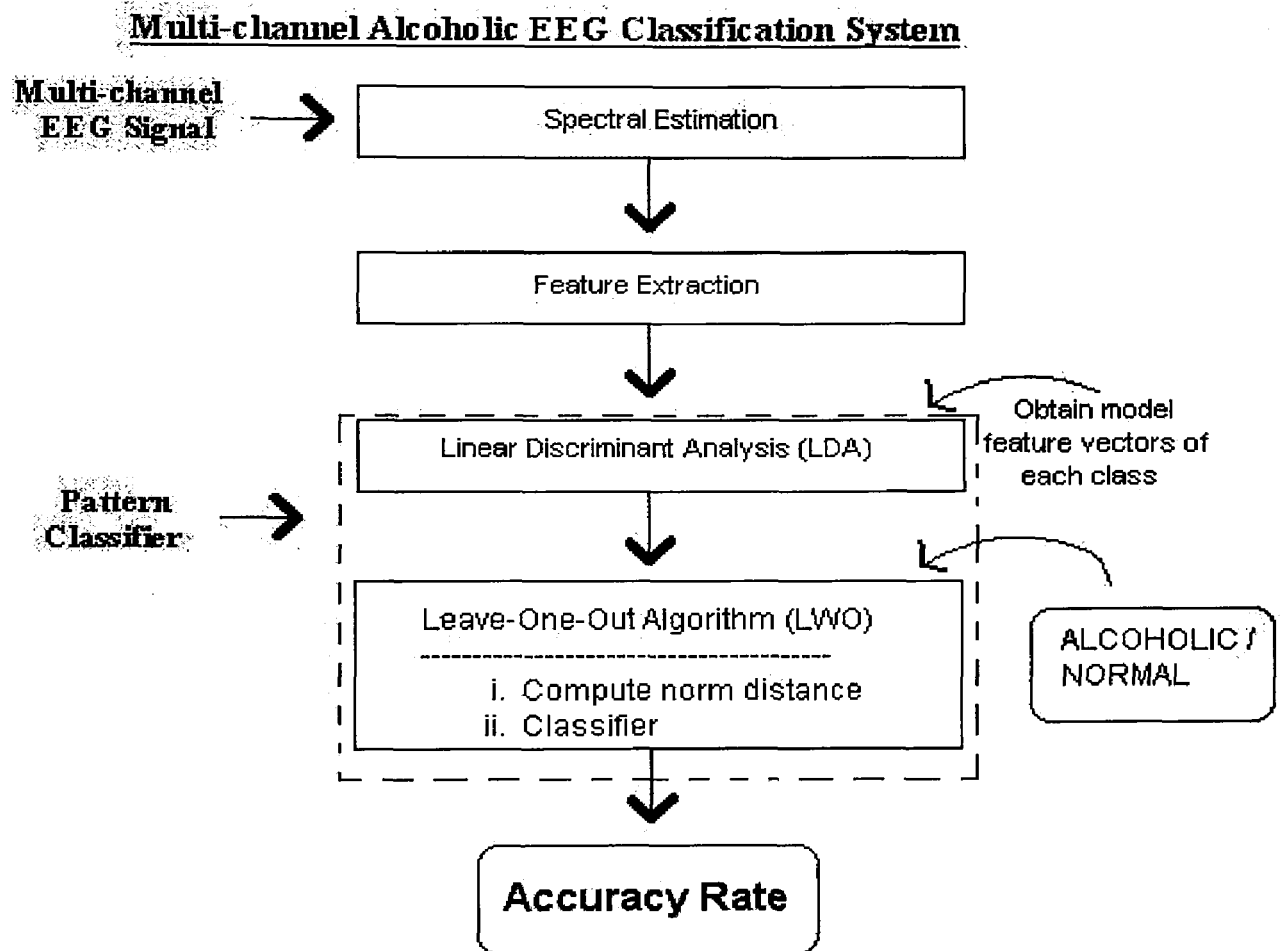 Multi-channel Alcoholic EEG Classification System
Multi-channel
EEG Signal
Spectral Estimation
Feature Extraction
Linear Discriminant Analysis (LDA)
Obtain model
feature vectors of
each class
Pattern
Classifier
Leave-One-Out Algorithm (LWO)
i. Compute norm distance
ii. Classifier
ALCOHOLIC /
NORMAL
Accuracy Rate